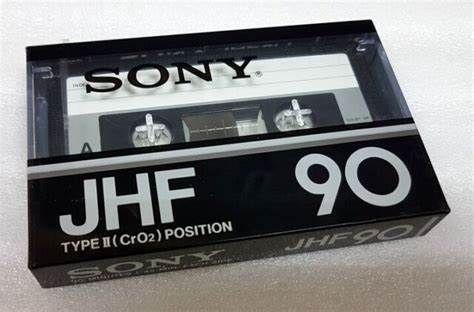 SONY®
A
JHF 90
TYPE II (CrO₂) POSITION
SONY JHF90